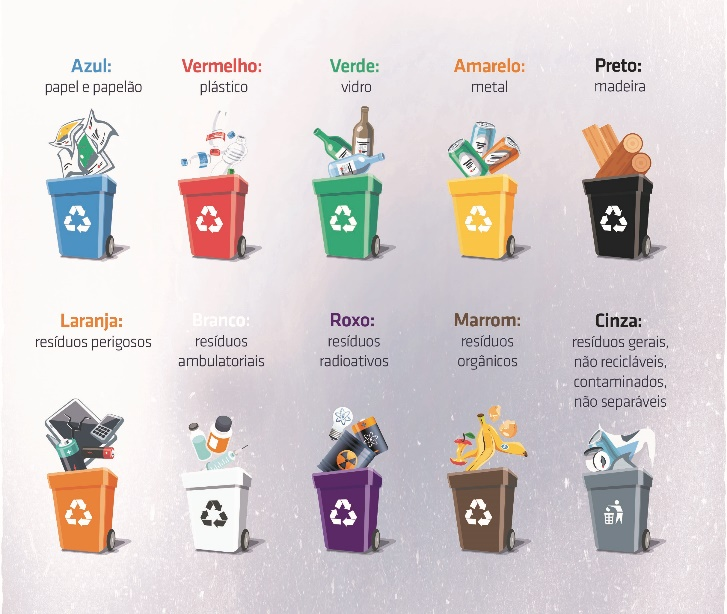 Azul:
papel e papelão
Vermelho:
plástico
Verde:
vidro
Amarelo:
metal
Preto:
madeira
Laranja:
resíduos perigosos
Branco:
resíduos
ambulatoriais
Roxo:
resíduos
radioativos
Marrom:
resíduos
orgânicos
Cinza:
resíduos gerais,
não recicláveis,
contaminados,
não separáveis